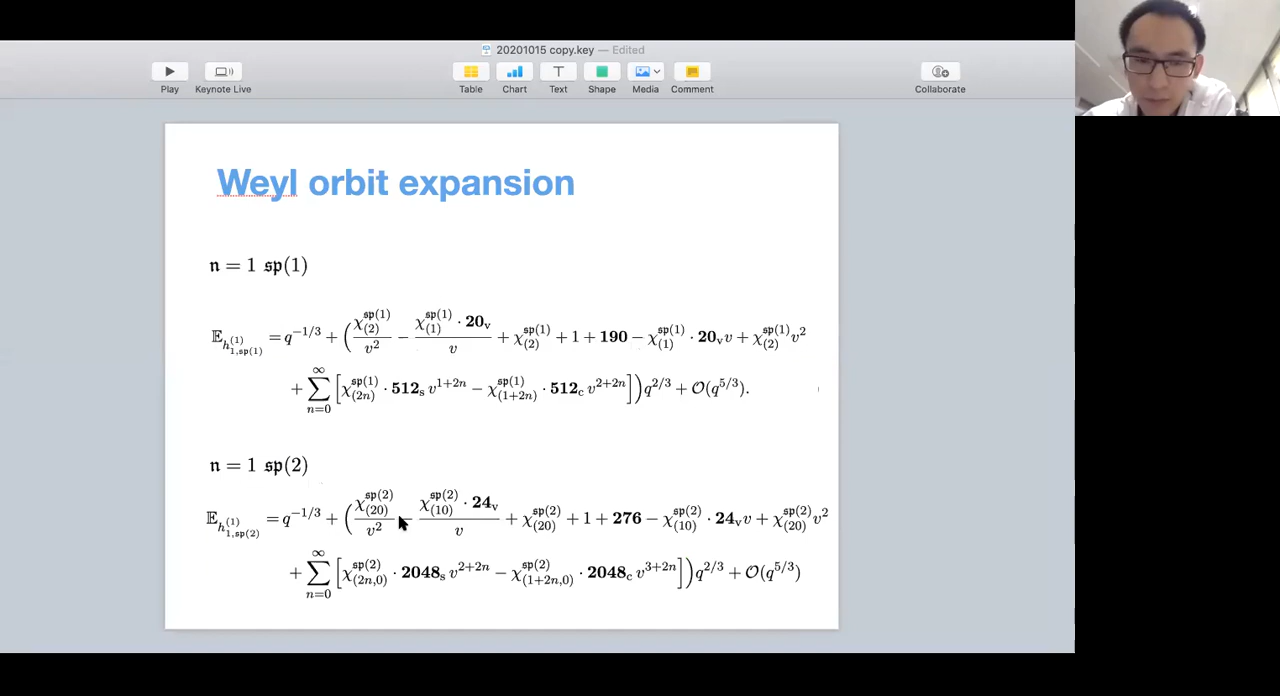 20201015 copy.key — Edited
Play Keynote Live Table Chart Text Shape Media Comment Collaborate
Weyl orbit expansion
𝔫 = 1 𝔰𝔭(1)
𝔼_{h^{(1)}_{1,𝔰𝔭(1)}} = q^{-1/3} + ( χ^{𝔰𝔭(1)}_{(2)} / v^2 − χ^{𝔰𝔭(1)}_{(1)} · 20_v / v + χ^{𝔰𝔭(1)}_{(2)} + 1 + 190 − χ^{𝔰𝔭(1)}_{(1)} · 20_v v + χ^{𝔰𝔭(1)}_{(2)} v^2
+ ∑_{n=0}^{∞} [ χ^{𝔰𝔭(1)}_{(2n)} · 512_s v^{1+2n} − χ^{𝔰𝔭(1)}_{(1+2n)} · 512_c v^{2+2n} ] ) q^{2/3} + 𝒪(q^{5/3}).
𝔫 = 1 𝔰𝔭(2)
𝔼_{h^{(1)}_{1,𝔰𝔭(2)}} = q^{-1/3} + ( χ^{𝔰𝔭(2)}_{(20)} / v^2 − χ^{𝔰𝔭(2)}_{(10)} · 24_v / v + χ^{𝔰𝔭(2)}_{(20)} + 1 + 276 − χ^{𝔰𝔭(2)}_{(10)} · 24_v v + χ^{𝔰𝔭(2)}_{(20)} v^2
+ ∑_{n=0}^{∞} [ χ^{𝔰𝔭(2)}_{(2n,0)} · 2048_s v^{2+2n} − χ^{𝔰𝔭(2)}_{(1+2n,0)} · 2048_c v^{3+2n} ] ) q^{2/3} + 𝒪(q^{5/3})